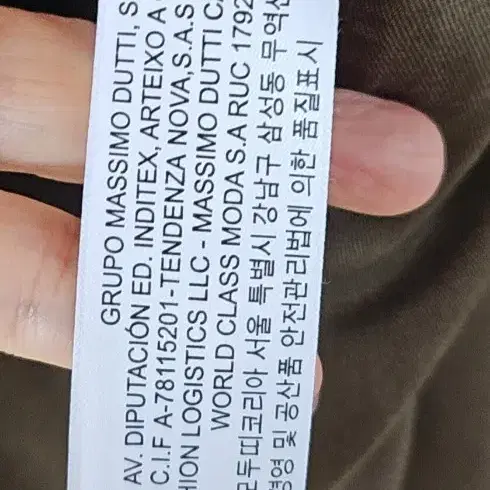 GRUPO MASSIMO DUTTI, S
AV. DIPUTACIÓN ED. INDITEX, ARTEIXO A
C.I.F A-78115201-TENDENZA NOVA,S.A.S
HION LOGISTICS LLC - MASSIMO DUTTI C
WORLD CLASS MODA S.A RUC 1792
모두띠코리아 서울 특별시 강남구 삼성동 무역
경영 및 공산품 안전관리법에 의한 품질표시